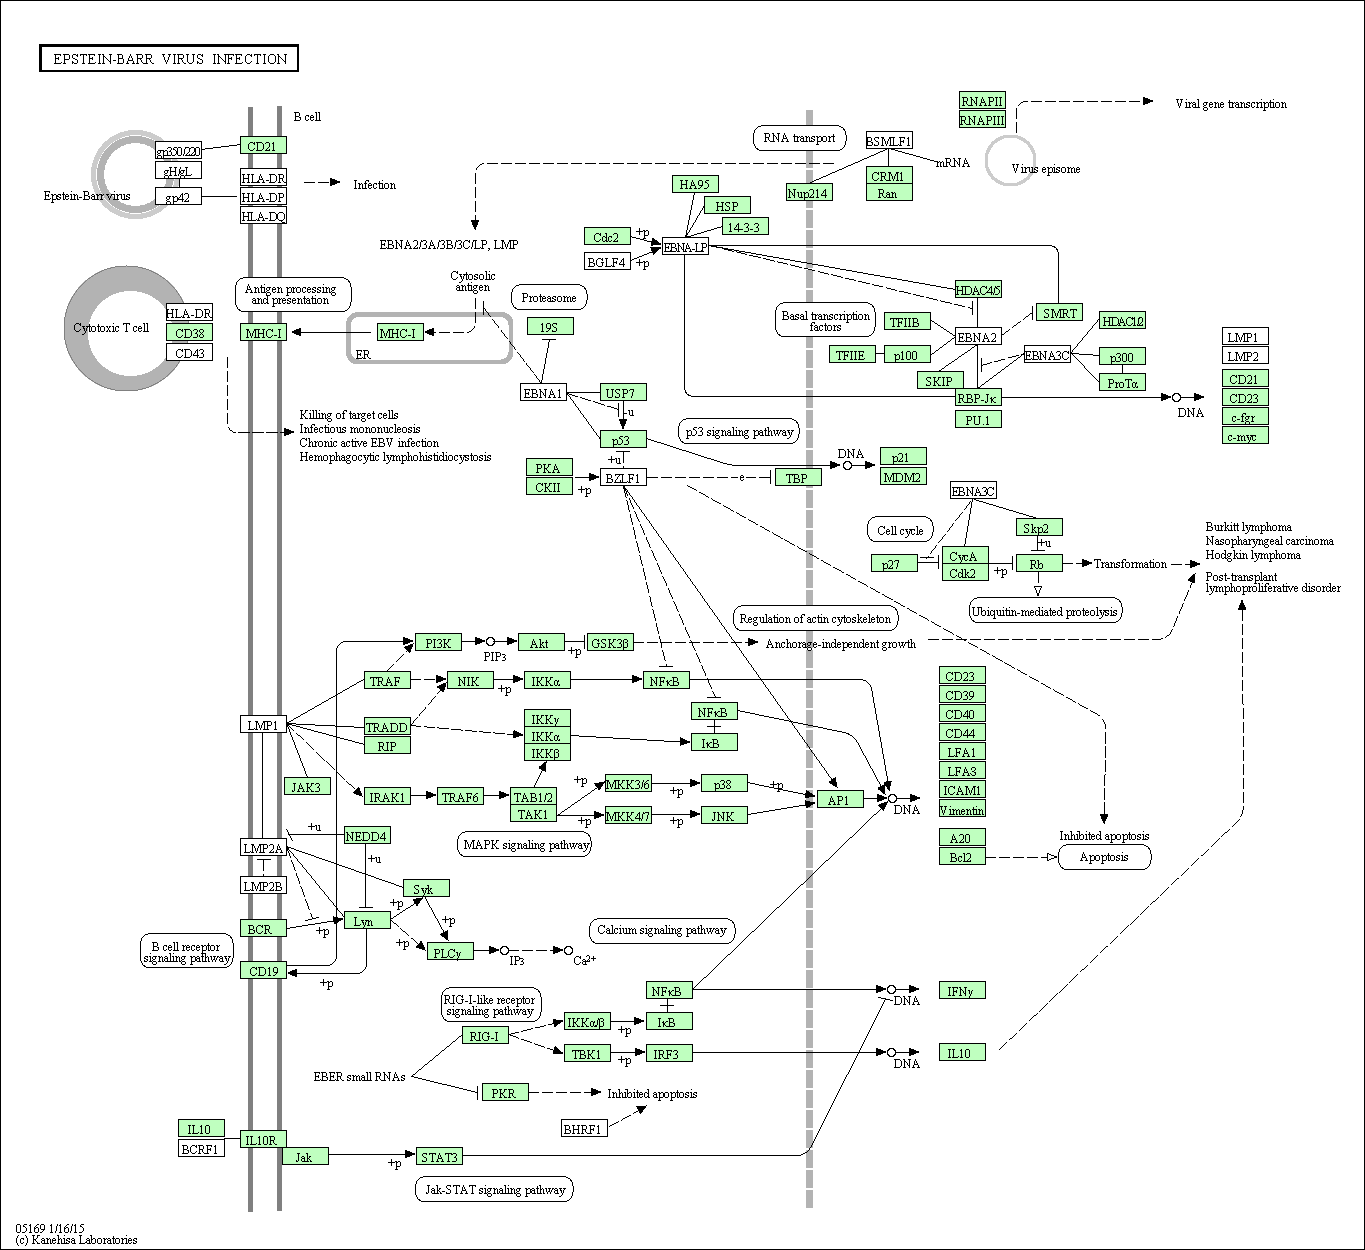 EPSTEIN-BARR VIRUS INFECTION
B cell
RNAPII
RNAPIII
Viral gene transcription
Virus episome
RNA transport
BSMLF1
mRNA
CRM1
Ran
Nup214
gp350/220
gH/gL
gp42
Epstein-Barr virus
CD21
HLA-DR
HLA-DP
HLA-DQ
Infection
EBNA2/3A/3B/3C/LP, LMP
HA95
HSP
14-3-3
Cdc2
+p
BGLF4
+p
EBNA-LP
Cytosolic
antigen
Antigen processing
and presentation
Proteasome
19S
Cytotoxic T cell
HLA-DR
CD38
CD43
MHC-I
MHC-I
ER
Basal transcription
factors
HDAC4/5
SMRT
TFIIB
EBNA2
TFIIE
p100
EBNA3C
HDAC1/2
p300
ProTα
SKIP
RBP-Jκ
PU.1
DNA
LMP1
LMP2
CD21
CD23
c-fgr
c-myc
Killing of target cells
Infectious mononucleosis
Chronic active EBV infection
Hemophagocytic lymphohistidiocystosis
EBNA1
USP7
-u
p53
+u
p53 signaling pathway
DNA
p21
MDM2
PKA
CKII
+p
BZLF1
e
TBP
EBNA3C
Cell cycle
Skp2
+u
p27
CycA
Cdk2
+p
Rb
Transformation
Ubiquitin-mediated proteolysis
Burkitt lymphoma
Nasopharyngeal carcinoma
Hodgkin lymphoma
Post-transplant
lymphoproliferative disorder
Regulation of actin cytoskeleton
Anchorage-independent growth
PI3K
PIP3
Akt
+p
GSK3β
TRAF
NIK
+p
IKKα
NFκB
LMP1
TRADD
RIP
IKKγ
IKKα
IKKβ
NFκB
IκB
JAK3
IRAK1
TRAF6
TAB1/2
TAK1
+p
MKK3/6
+p
p38
+p
+p
MKK4/7
+p
JNK
AP1
DNA
MAPK signaling pathway
CD23
CD39
CD40
CD44
LFA1
LFA3
ICAM1
Vimentin
A20
Bcl2
Inhibited apoptosis
Apoptosis
+u
NEDD4
+u
LMP2A
LMP2B
Syk
BCR
+p
Lyn
+p
+p
+p
PLCγ
IP3
Ca2+
Calcium signaling pathway
B cell receptor
signaling pathway
CD19
+p
RIG-I-like receptor
signaling pathway
RIG-I
IKKα/β
+p
NFκB
IκB
TBK1
+p
IRF3
DNA
IFNγ
DNA
IL10
EBER small RNAs
PKR
Inhibited apoptosis
BHRF1
IL10
BCRF1
IL10R
Jak
+p
STAT3
Jak-STAT signaling pathway
05169 1/16/15
(c) Kanehisa Laboratories